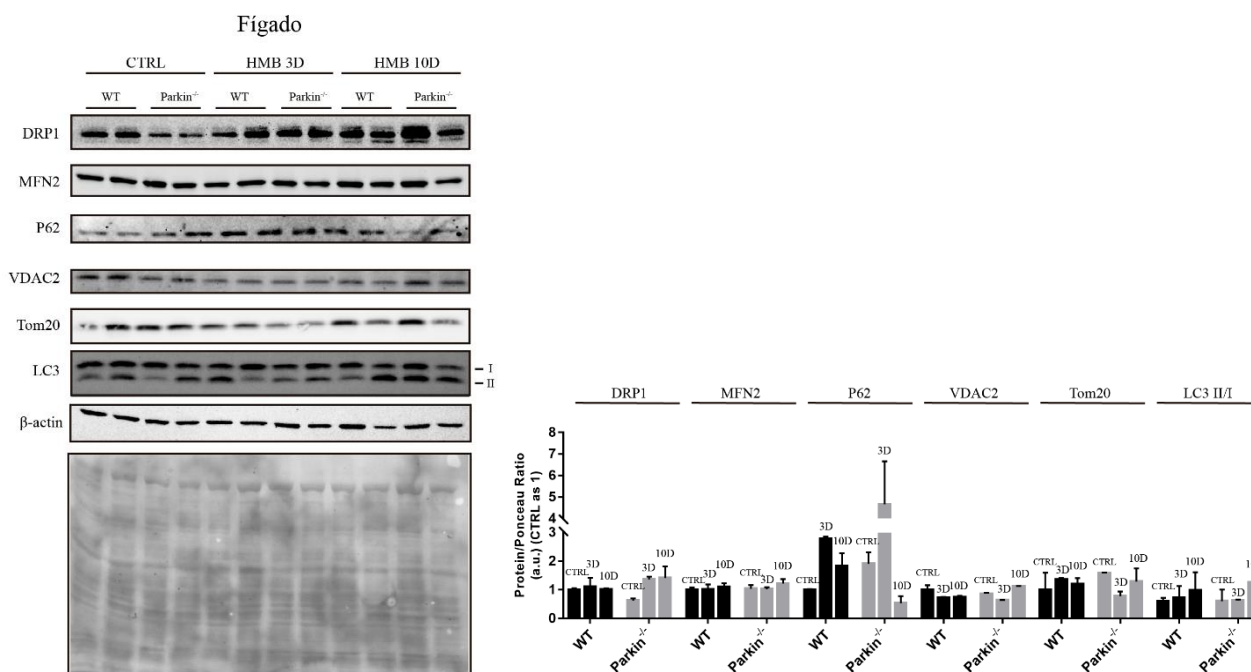 Fígado
CTRL HMB 3D HMB 10D
WT Parkin-/- WT Parkin-/- WT Parkin-/-
DRP1
MFN2
P62
VDAC2
Tom20
LC3
I
II
β-actin
DRP1 MFN2 P62 VDAC2 Tom20 LC3 II/I
Protein/Ponceau Ratio
(a.u.) (CTRL as 1)
8
7
6
5
4
3
2
1
0
CTRL 3D 10D CTRL 3D 10D
CTRL 3D 10D CTRL 3D 10D
CTRL 3D 10D CTRL 3D 10D
CTRL 3D 10D CTRL 3D 10D
CTRL 3D 10D CTRL 3D 10D
CTRL 3D 10D CTRL 3D 10D
WT Parkin-/- WT Parkin-/- WT Parkin-/- WT Parkin-/- WT Parkin-/- WT Parkin-/-